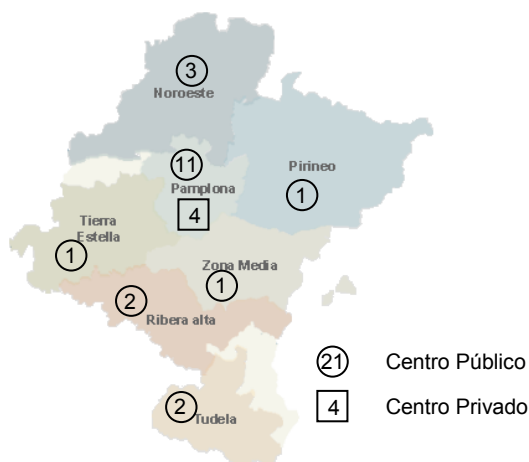 3
Noroeste
11
Pamplona
4
Pirineo
1
Tierra
Estella
1
Zona Media
1
2
Ribera alta
2
Tudela
21 Centro Público
4 Centro Privado